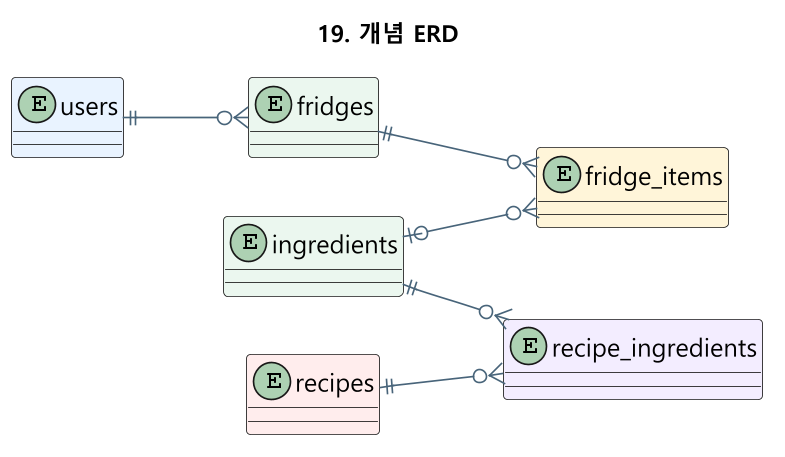 19. 개념 ERD
E users
E fridges
E fridge_items
E ingredients
E recipe_ingredients
E recipes